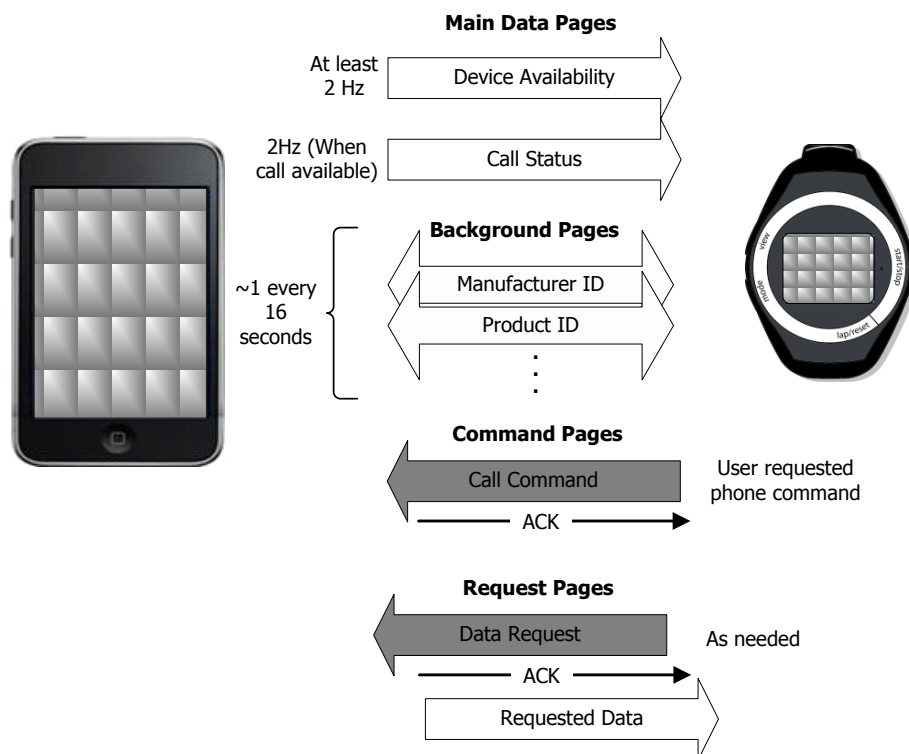 Main Data Pages
At least
2 Hz
Device Availability
2Hz (When
call available)
Call Status
Background Pages
~1 every
16
seconds
Manufacturer ID
Product ID
.
.
.
view
mode
start/stop
lap/reset
Command Pages
Call Command
User requested
phone command
ACK
Request Pages
Data Request
As needed
ACK
Requested Data